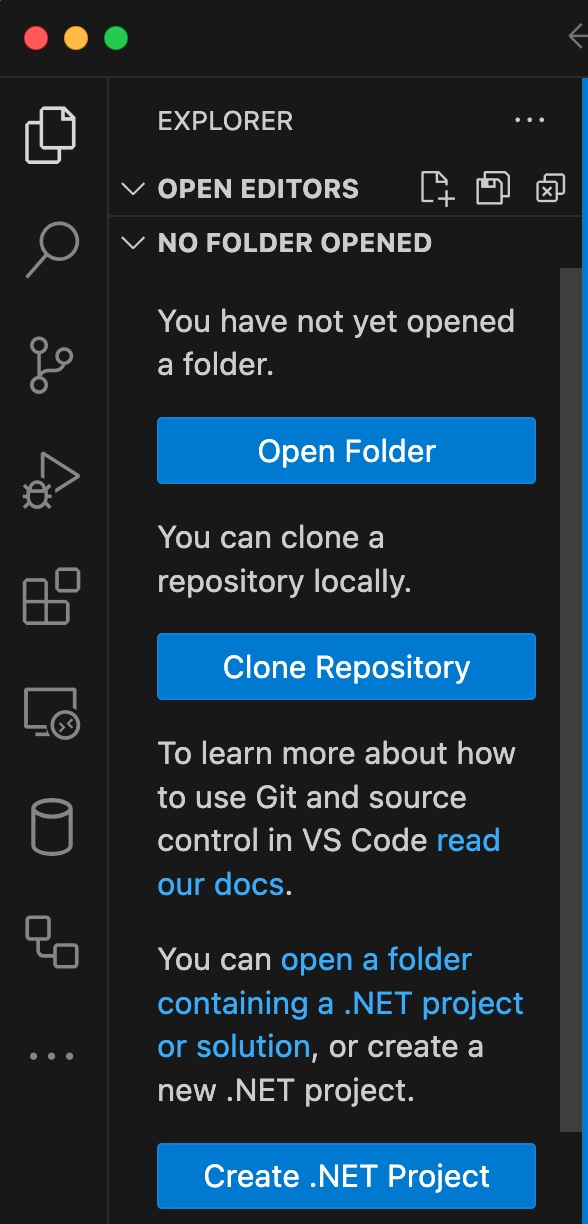 EXPLORER
OPEN EDITORS
NO FOLDER OPENED
You have not yet opened
a folder.
Open Folder
You can clone a
repository locally.
Clone Repository
To learn more about how
to use Git and source
control in VS Code read
our docs.
You can open a folder
containing a .NET project
or solution, or create a
new .NET project.
Create .NET Project